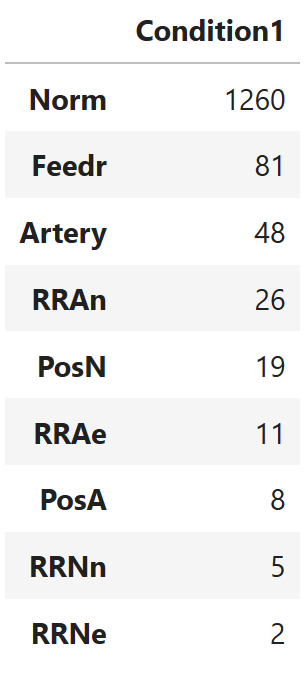 Condition1
Norm 1260
Feedr 81
Artery 48
RRAn 26
PosN 19
RRAe 11
PosA 8
RRNn 5
RRNe 2